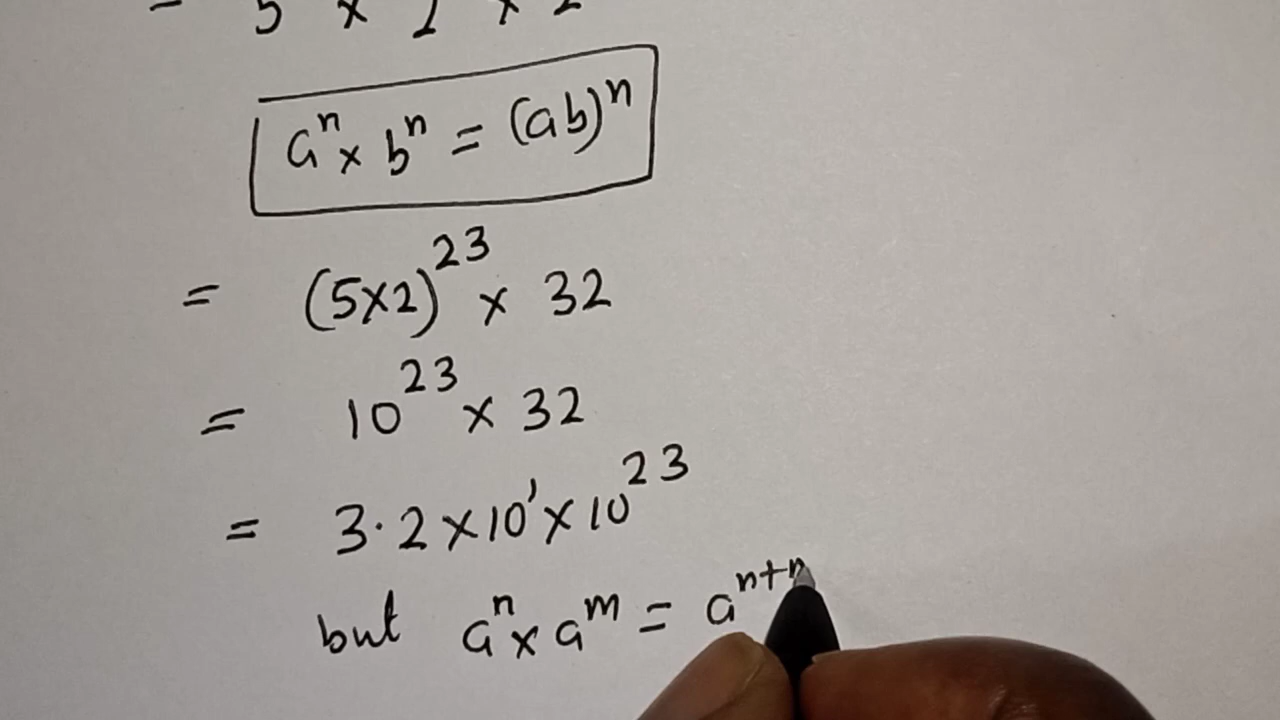 aⁿ × bⁿ = (ab)ⁿ
= (5×2)²³ × 32
= 10²³ × 32
= 3·2 × 10¹ × 10²³
but aⁿ × aᵐ = aⁿ⁺